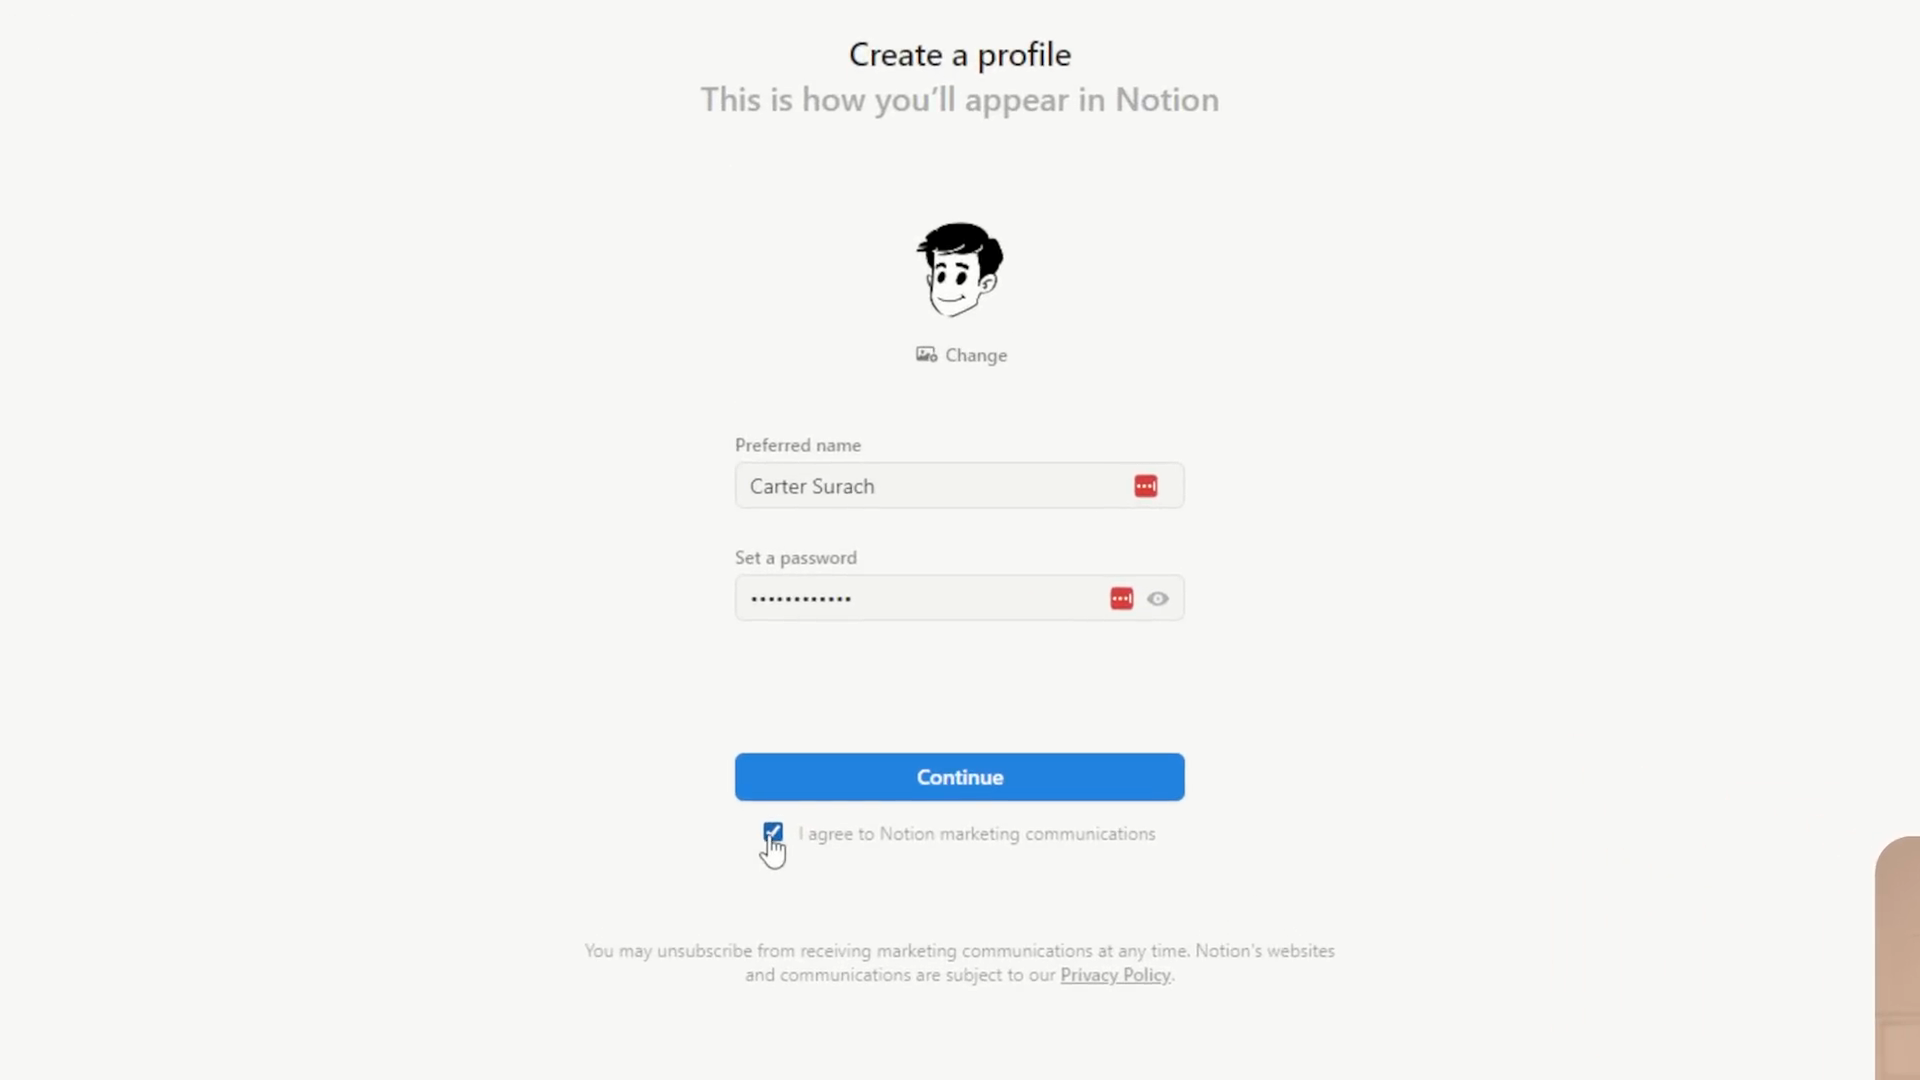 Create a profile
This is how you’ll appear in Notion
Change
Preferred name
Carter Surach
Set a password
••••••••••••
Continue
I agree to Notion marketing communications
You may unsubscribe from receiving marketing communications at any time. Notion's websites
and communications are subject to our Privacy Policy.